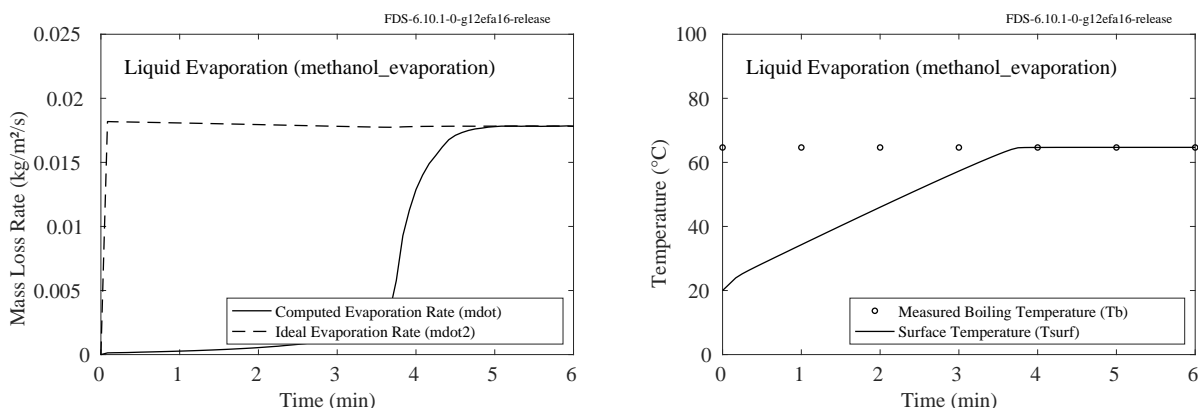 FDS-6.10.1-0-g12efa16-release
0.025
Liquid Evaporation (methanol_evaporation)
0.02
0.015
0.01
0.005
0
Mass Loss Rate (kg/m²/s)
Computed Evaporation Rate (mdot)
Ideal Evaporation Rate (mdot2)
0 1 2 3 4 5 6
Time (min)
FDS-6.10.1-0-g12efa16-release
100
Liquid Evaporation (methanol_evaporation)
80
60
40
20
0
Temperature (°C)
Measured Boiling Temperature (Tb)
Surface Temperature (Tsurf)
0 1 2 3 4 5 6
Time (min)